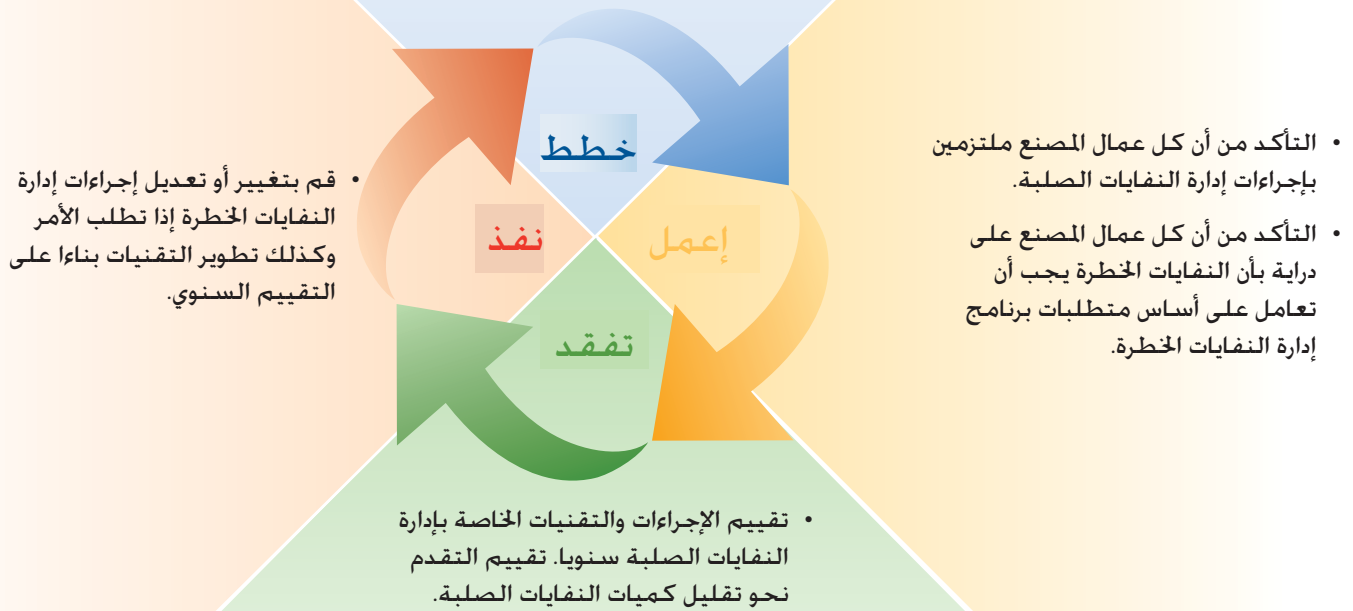 خطط
إعمل
نفذ
تفقد
• التأكد من أن كل عمال المصنع ملتزمين
بإجراءات إدارة النفايات الصلبة.
• التأكد من أن كل عمال المصنع على
دراية بأن النفايات الخطرة يجب أن
تعامل على أساس متطلبات برنامج
إدارة النفايات الخطرة.
• قم بتغيير أو تعديل إجراءات إدارة
النفايات الخطرة إذا تطلب الأمر
وكذلك تطوير التقنيات بناءا على
التقييم السنوي.
• تقييم الإجراءات والتقنيات الخاصة بإدارة
النفايات الصلبة سنويا. تقييم التقدم
نحو تقليل كميات النفايات الصلبة.